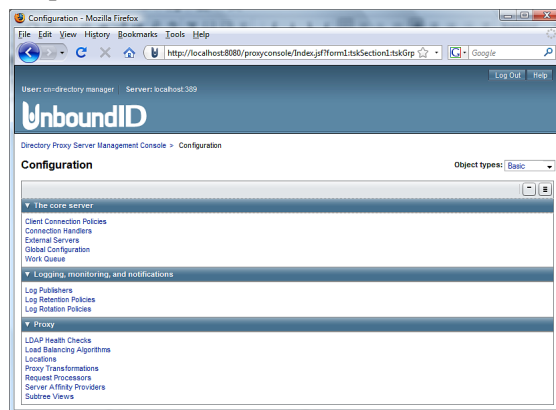 Configuration - Mozilla Firefox
File Edit View History Bookmarks Tools Help
http://localhost:8080/proxyconsole/Index.jsf?form1:tskSection1:tskGrp
Google
Log Out Help
User: cn=directory manager Server: localhost:389
UnboundID
Directory Proxy Server Management Console » Configuration
Configuration
Object types: Basic
The core server
Client Connection Policies
Connection Handlers
External Servers
Global Configuration
Work Queue
Logging, monitoring, and notifications
Log Publishers
Log Retention Policies
Log Rotation Policies
Proxy
LDAP Health Checks
Load Balancing Algorithms
Locations
Proxy Transformations
Request Processors
Server Affinity Providers
Subtree Views